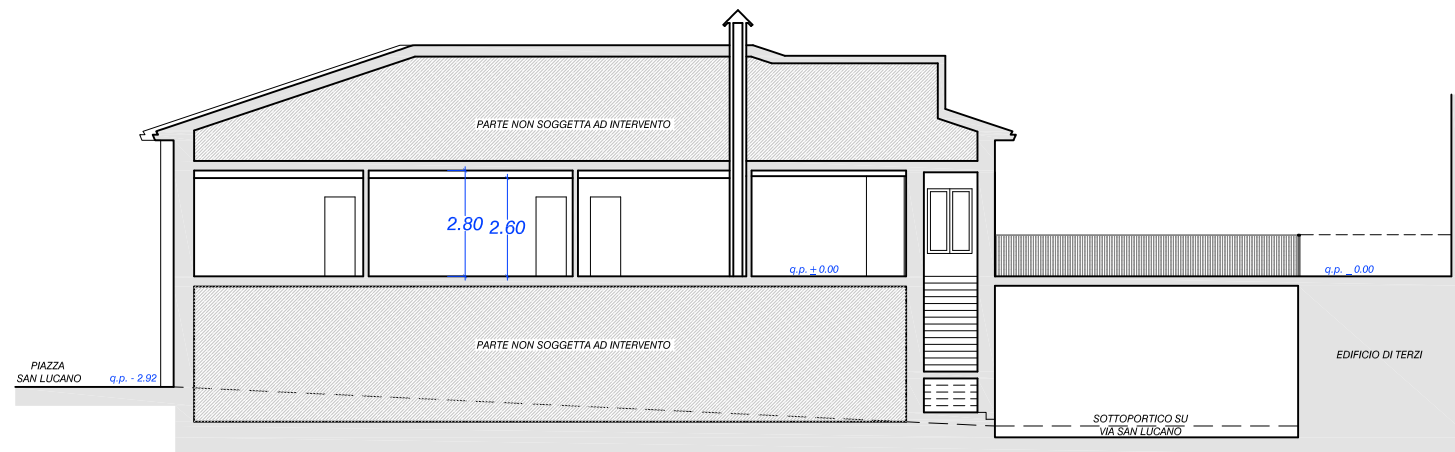 PARTE NON SOGGETTA AD INTERVENTO
2.80 2.60
q.p. ± 0.00
q.p. _ 0.00
PARTE NON SOGGETTA AD INTERVENTO
EDIFICIO DI TERZI
PIAZZA
SAN LUCANO
q.p. - 2.92
SOTTOPORTICO SU
VIA SAN LUCANO